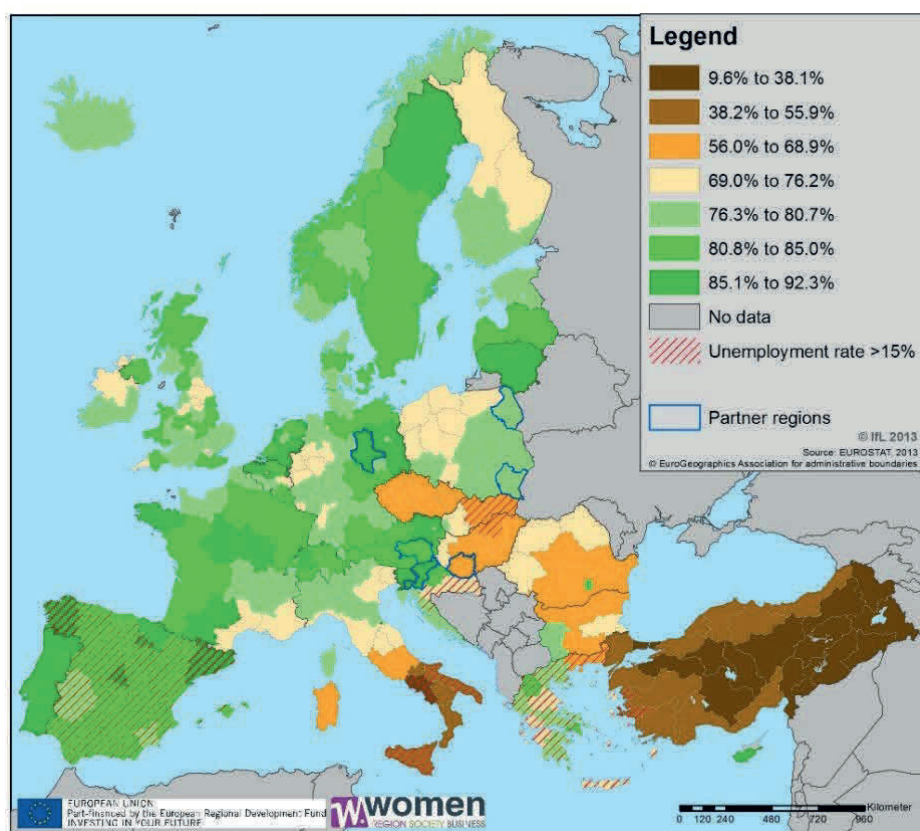 Legend
9.6% to 38.1%
38.2% to 55.9%
56.0% to 68.9%
69.0% to 76.2%
76.3% to 80.7%
80.8% to 85.0%
85.1% to 92.3%
No data
Unemployment rate >15%
Partner regions
© IfL 2013
Source: EUROSTAT, 2013
© EuroGeographics Association for administrative boundaries
EUROPEAN UNION
Part-financed by the European Regional Development Fund
INVESTING IN YOUR FUTURE
W. women
REGION SOCIETY BUSINESS
Kilometer
0 120 240 480 720 960